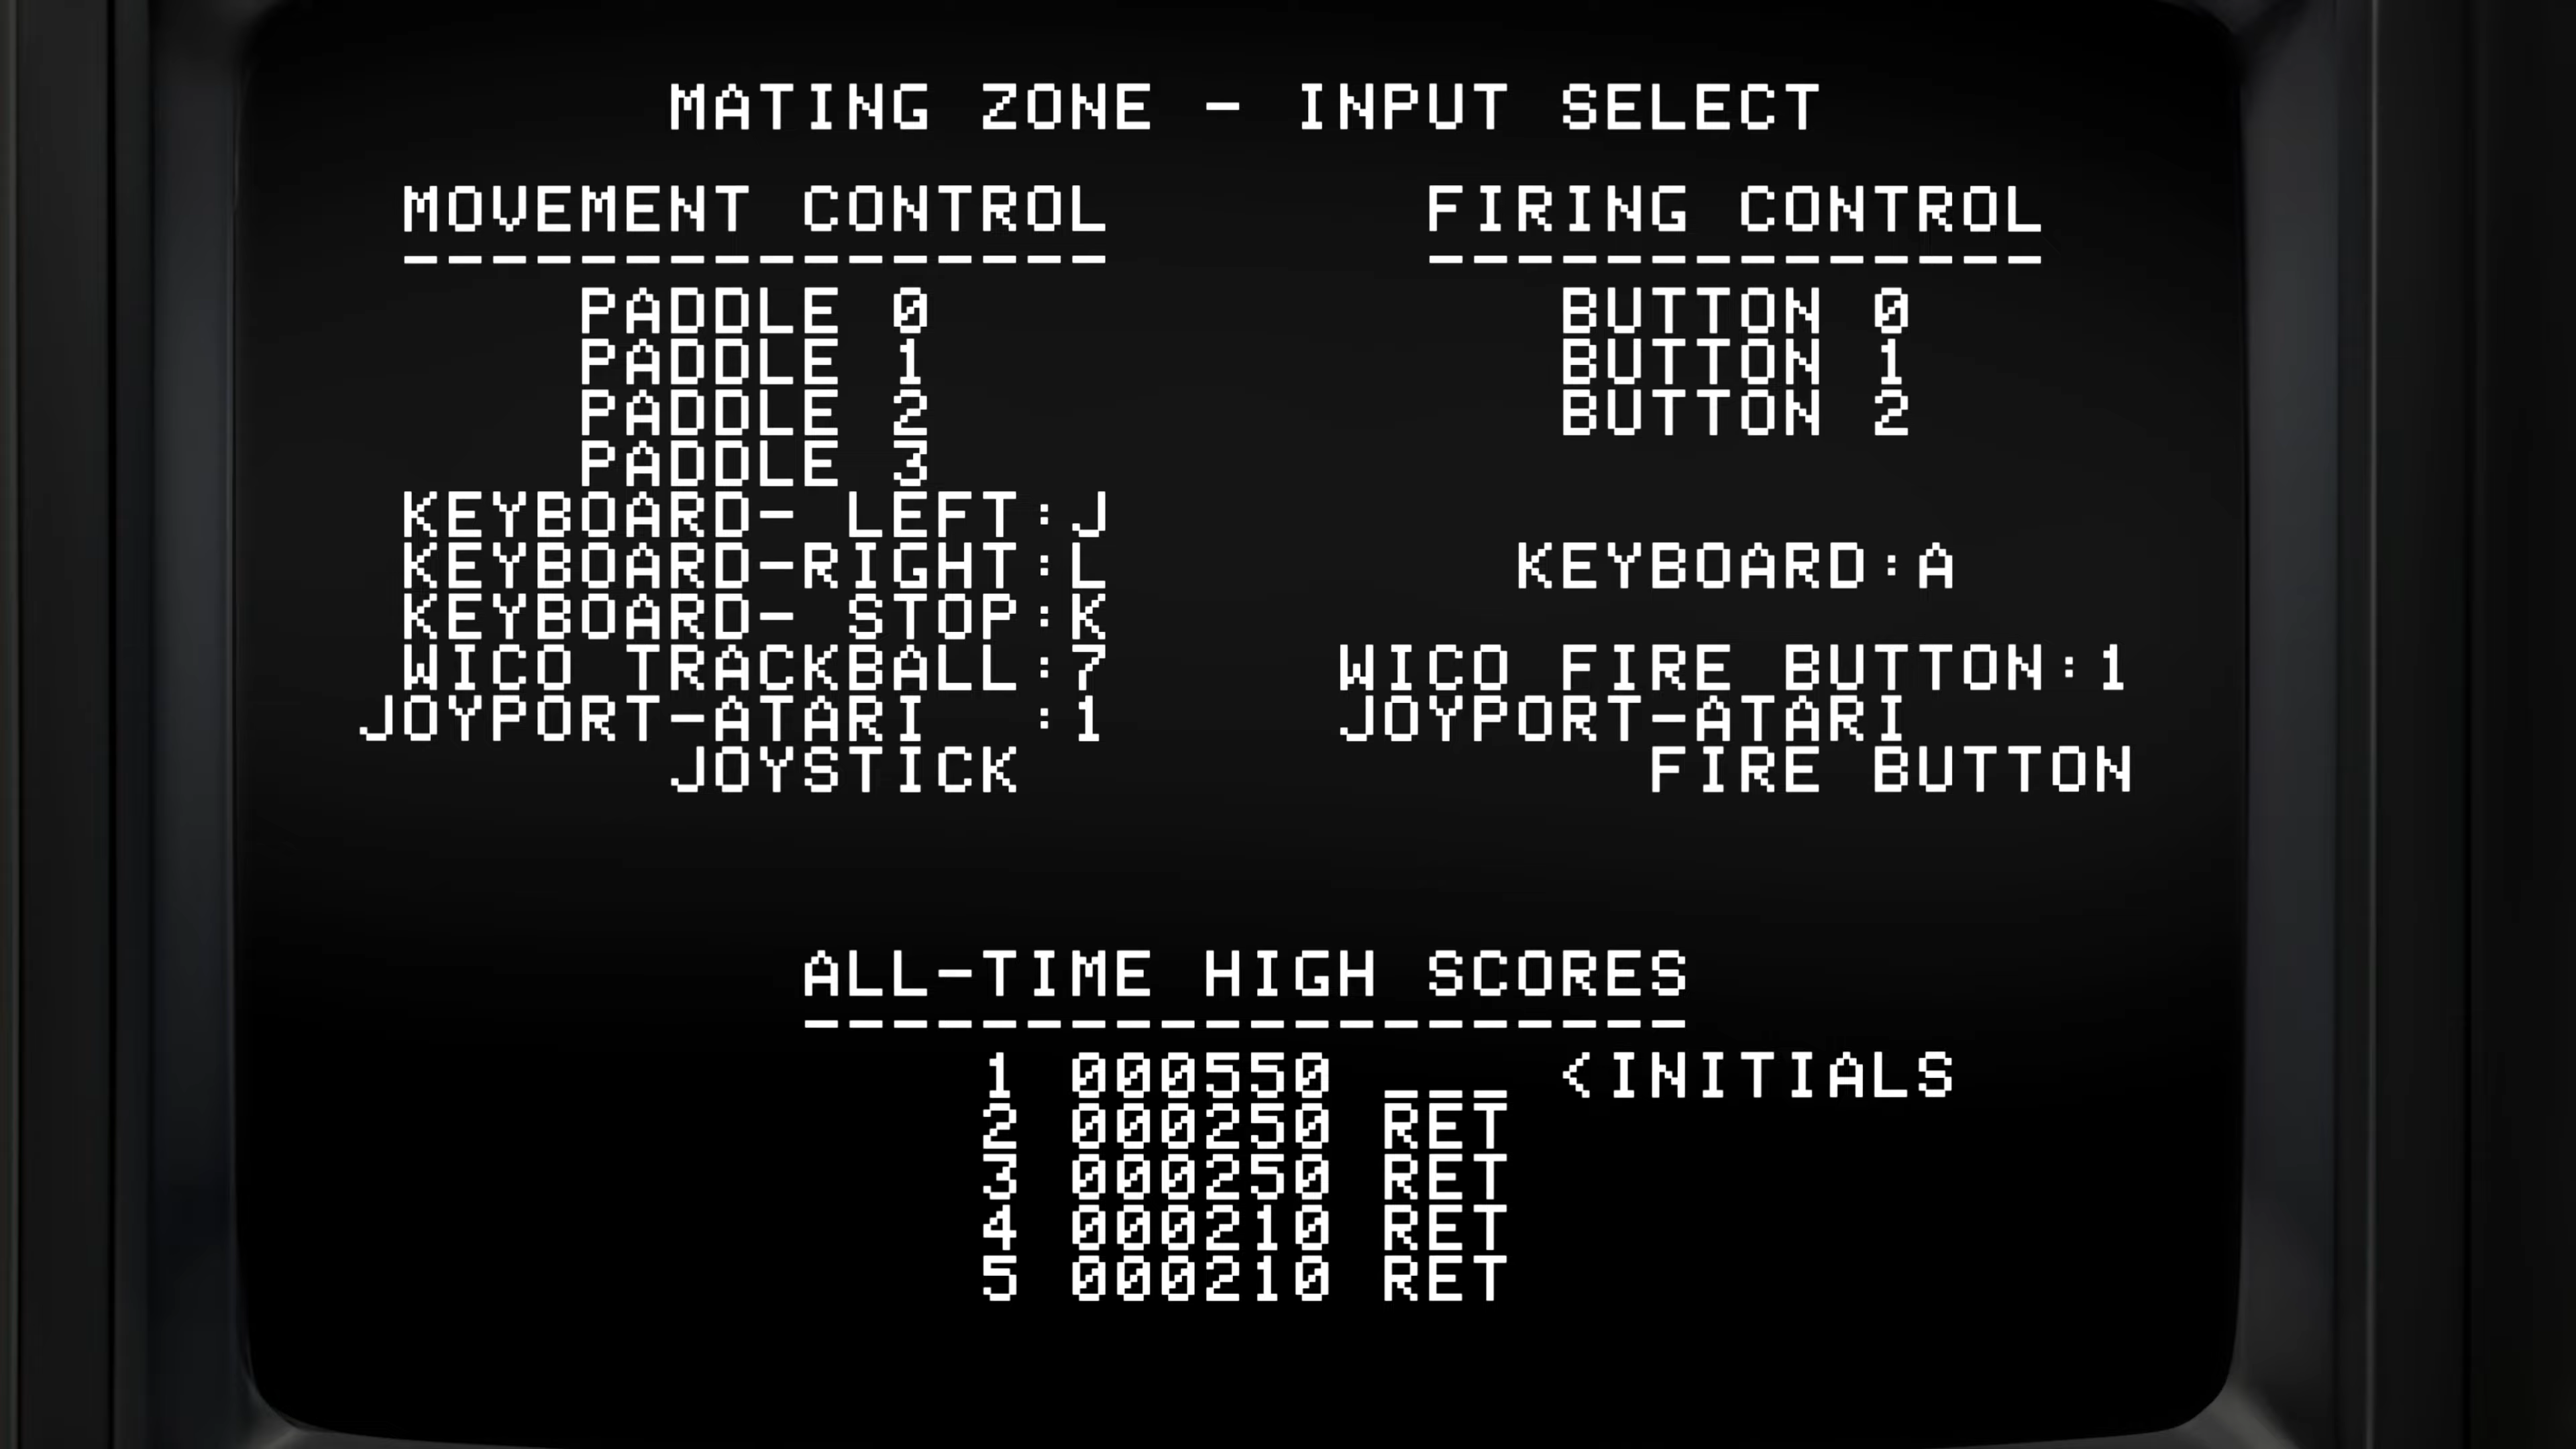 MATING ZONE - INPUT SELECT
MOVEMENT CONTROL FIRING CONTROL
---------------- --------------
PADDLE 0 BUTTON 0
PADDLE 1 BUTTON 1
PADDLE 2 BUTTON 2
PADDLE 3
KEYBOARD- LEFT:J
KEYBOARD-RIGHT:L KEYBOARD:A
KEYBOARD- STOP:K
WICO TRACKBALL:7 WICO FIRE BUTTON:1
JOYPORT-ATARI :1 JOYPORT-ATARI
JOYSTICK FIRE BUTTON
ALL-TIME HIGH SCORES
--------------------
1 000550 ___ <INITIALS
2 000250 RET
3 000250 RET
4 000210 RET
5 000210 RET